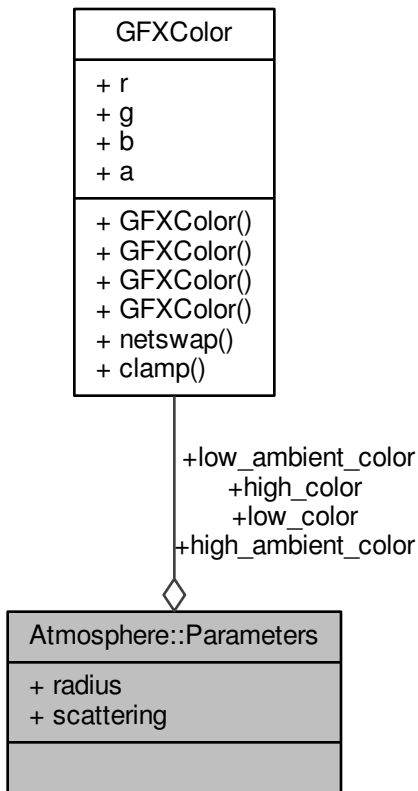 GFXColor
+ r
+ g
+ b
+ a
+ GFXColor()
+ GFXColor()
+ GFXColor()
+ GFXColor()
+ netswap()
+ clamp()
+low_ambient_color
+high_color
+low_color
+high_ambient_color
Atmosphere::Parameters
+ radius
+ scattering